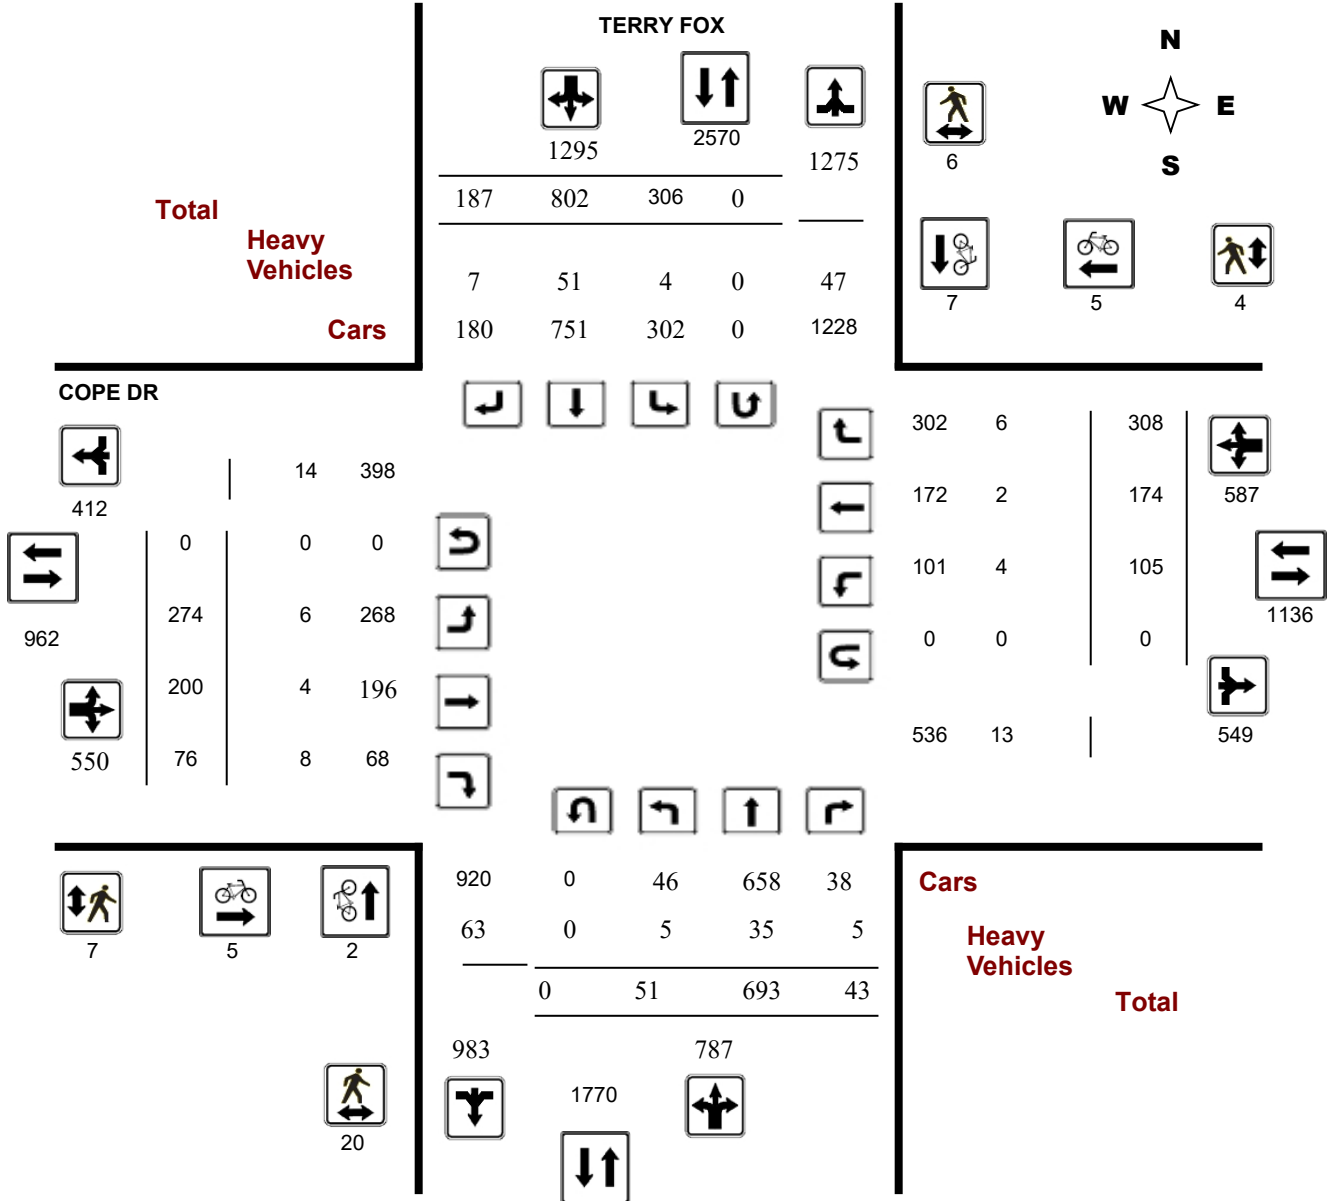 TERRY FOX
N
W E
S
1295
2570
1275
6
187 802 306 0
Total
Heavy
Vehicles
7 51 4 0 47
7 5 4
Cars
180 751 302 0 1228
COPE DR
302 6 308
14 398
412
172 2 174 587
0 0 0
101 4 105
274 6 268
962
1136
0 0 0
200 4 196
536 13 549
550 76 8 68
920 0 46 658 38
Cars
63 0 5 35 5
Heavy
Vehicles
7 5 2
0 51 693 43
Total
983 787
1770
20